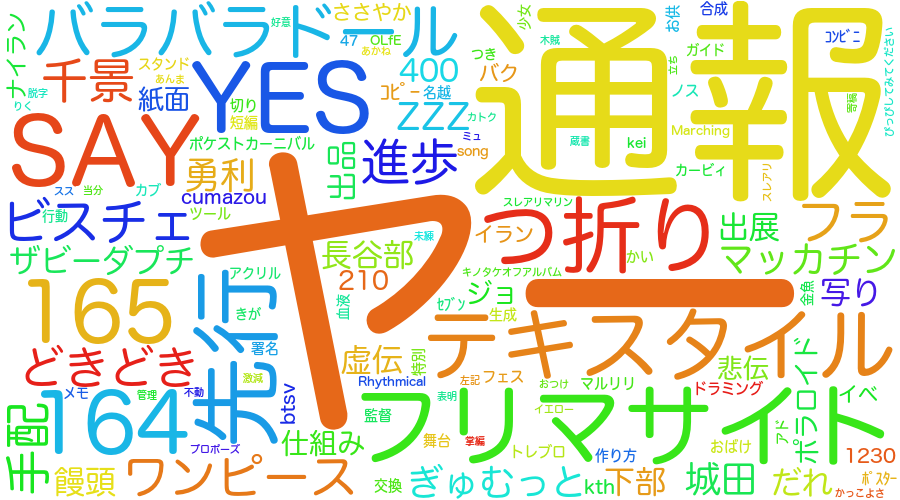 ナイラン
バラバラドール
ささやか
好意
47
OLfE
あかね
少女
木賊
通報
お供
合成
ガイド
コンビニ
つき
立ち
バク
ノス
ぴっぴしてみてください
りく
脱字
千景
スタンド
あんま
紙面
YES
400
コピー
名越
切り
短編
ZZZ
カトク
ポケストカーニバル
ミュ
song
蔵書
kei
Marching
寄稿
カービィ
スレアリ
SAY
スス
当分
カブ
勇利
出品
進歩
cumazou
スレアリマリン
ビスチェ
行動
ツール
ヤー
未練
イラン
つ折り
かい
出展
フラ
ザビーダプチ
アクリル
長谷部
210
キノタケオフアルバム
マッカチン
165
先行
きが
血液
セブン
ジョ
生成
金魚
写り
どきどき
署名
虚伝
特別
テキスタイル
悲伝
メモ
管理
不動
激減
btsv
Rhythmical
左記
フェス
おつけ
マルリリ
ドラミング
ポラロイド
イベ
手配
164
監督
表明
イエロー
フリマサイト
アド
プロポーズ
仕組み
舞台
掌編
トレブロ
作り方
おばけ
1230
饅頭
ワンピース
交換
ぎゅむっと
kth
下部
城田
だれ
ポスター
かっこよさ